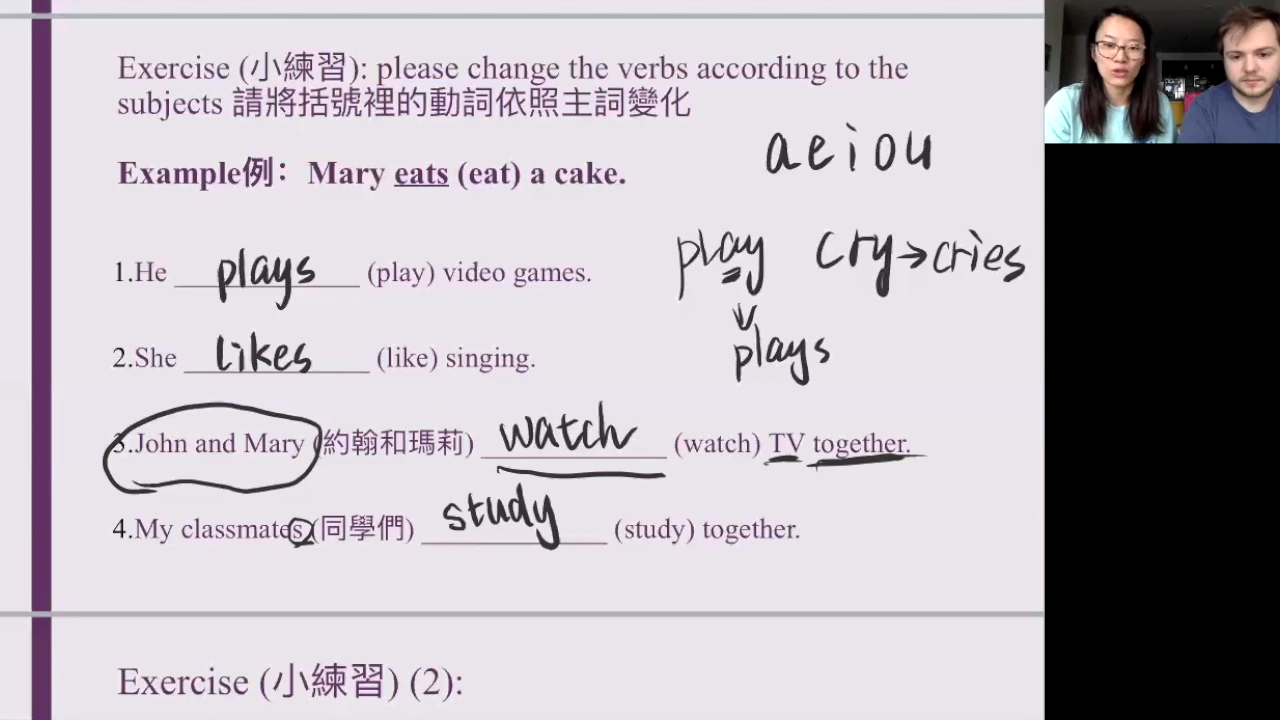 Exercise (小練習): please change the verbs according to the
subjects 請將括號裡的動詞依照主詞變化
a e i o u
Example例： Mary eats (eat) a cake.
play cry→cries
1.He plays (play) video games.
plays
2.She likes (like) singing.
3.John and Mary (約翰和瑪莉) watch (watch) TV together.
4.My classmates (同學們) study (study) together.
Exercise (小練習) (2):